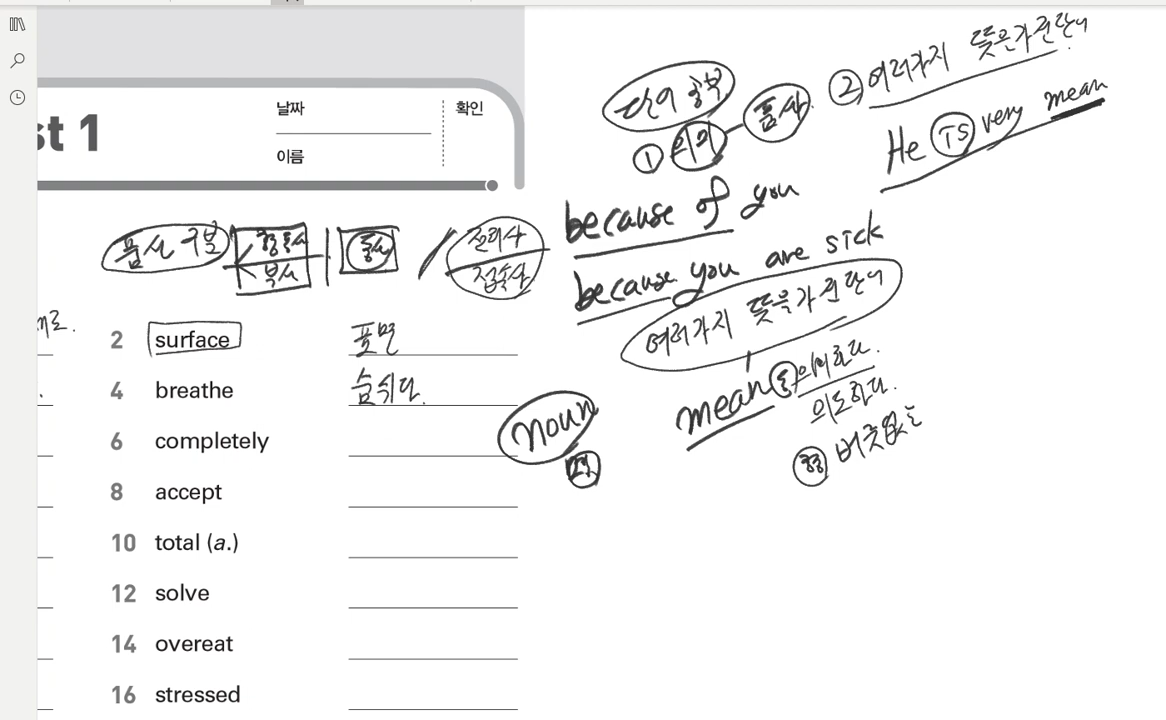 st 1
날짜
확인
이름
품사 구분
형용사
부사
동사
전치사
접속사
2 surface 표면
4 breathe 숨쉬다.
6 completely
8 accept
10 total (a.)
12 solve
14 overeat
16 stressed
단어 공부
① 의미 품사
② 여러가지 뜻을 가진 단어
He is very mean
because of you
because you are sick
여러가지 뜻을 가진 단어
mean 동 의미하다.
의도하다.
형 버릇없는
noun
명